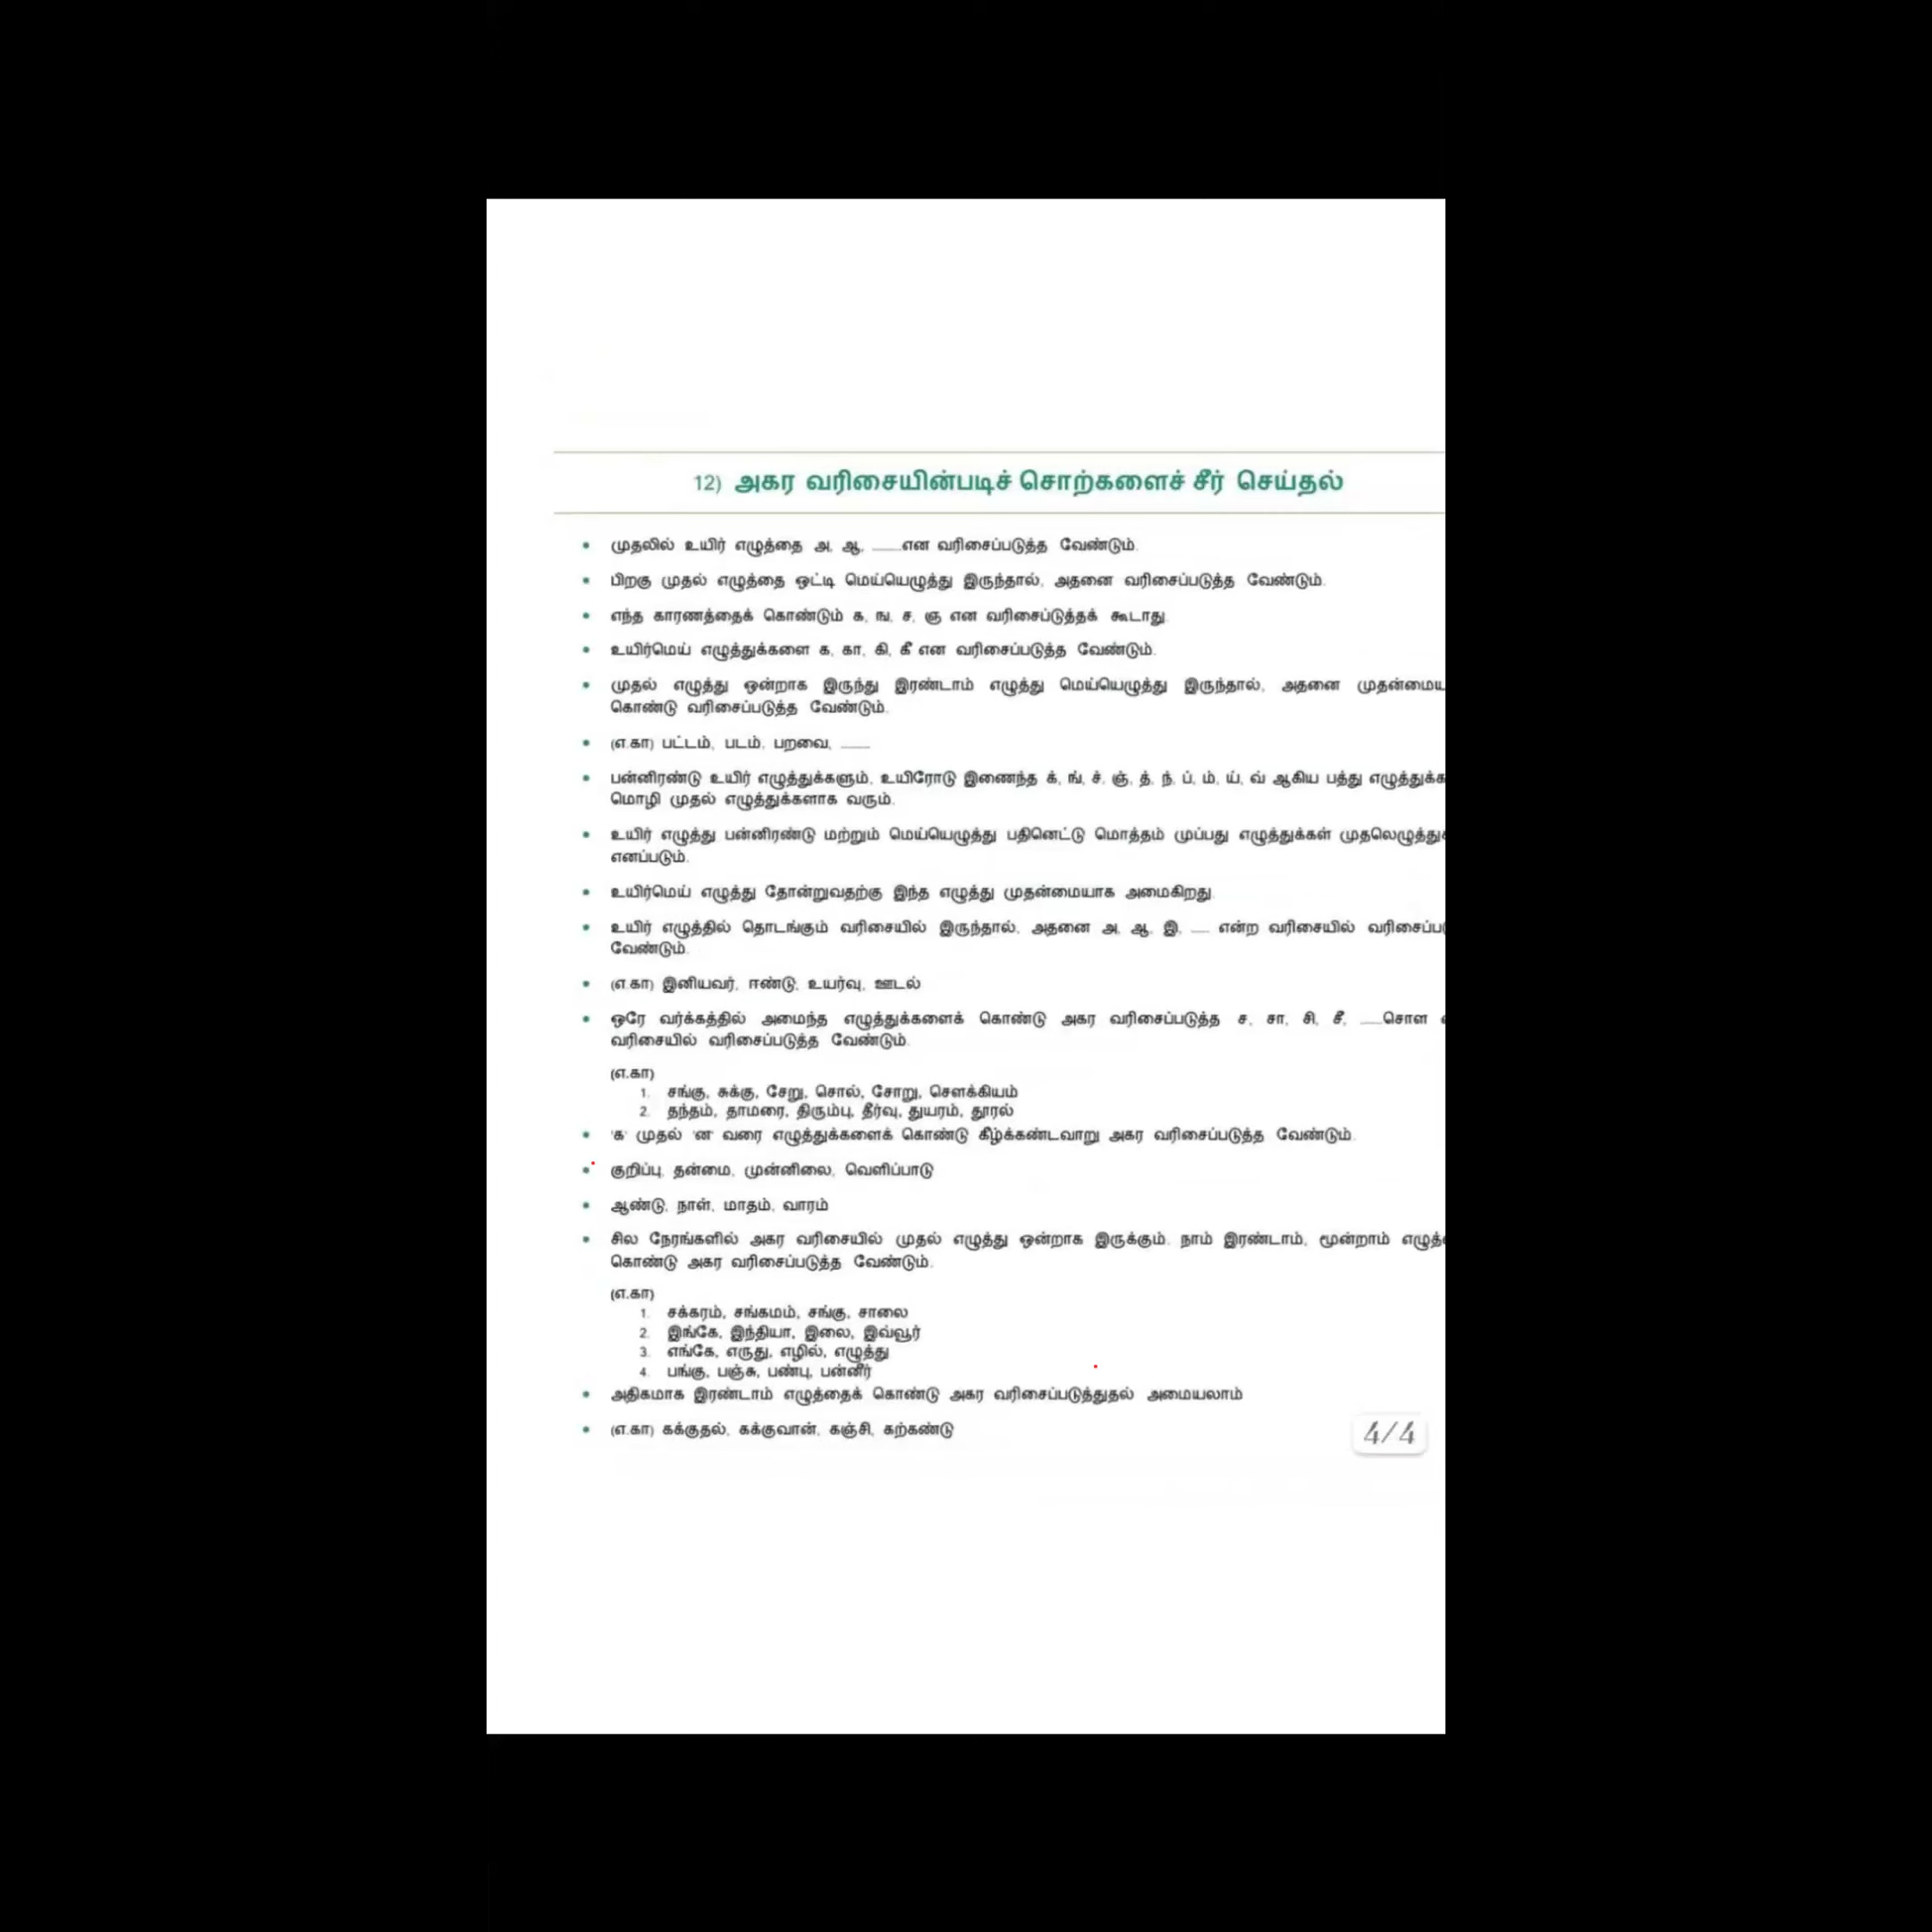 12) அகர வரிசையின்படிச் சொற்களைச் சீர் செய்தல்
• முதலில் உயிர் எழுத்தை அ, ஆ, ........என வரிசைப்படுத்த வேண்டும்.
• பிறகு முதல் எழுத்தை ஒட்டி மெய்யெழுத்து இருந்தால், அதனை வரிசைப்படுத்த வேண்டும்.
• எந்த காரணத்தைக் கொண்டும் க, ங, ச, ஞ என வரிசைப்டுத்தக் கூடாது.
• உயிர்மெய் எழுத்துக்களை க, கா, கி, கீ என வரிசைப்படுத்த வேண்டும்.
• முதல் எழுத்து ஒன்றாக இருந்து இரண்டாம் எழுத்து மெய்யெழுத்து இருந்தால், அதனை
கொண்டு வரிசைப்படுத்த வேண்டும்.
• (எ.கா) பட்டம், படம், பறவை, ........
• பன்னிரண்டு உயிர் எழுத்துக்களும், உயிரோடு இணைந்த க், ங், ச், ஞ், த், ந், ப், ம், ய், வ் ஆகிய பத்து
மொழி முதல் எழுத்துக்களாக வரும்.
• உயிர் எழுத்து பன்னிரண்டு மற்றும் மெய்யெழுத்து பதினெட்டு மொத்தம் முப்பது எழுத்துக்கள்
எனப்படும்.
• உயிர்மெய் எழுத்து தோன்றுவதற்கு இந்த எழுத்து முதன்மையாக அமைகிறது.
• உயிர் எழுத்தில் தொடங்கும் வரிசையில் இருந்தால், அதனை அ, ஆ, இ, ..... என்ற வரிசையில்
வேண்டும்.
• (எ.கா) இனியவர், ஈண்டு, உயர்வு, ஊடல்
• ஒரே வர்க்கத்தில் அமைந்த எழுத்துக்களைக் கொண்டு அகர வரிசைப்படுத்த ச, சா, சி, சீ, ......சௌ
வரிசையில் வரிசைப்படுத்த வேண்டும்.
(எ.கா)
1. சங்கு, சுக்கு, சேறு, சொல், சோறு, சௌக்கியம்
2. தந்தம், தாமரை, திரும்பு, தீர்வு, துயரம், தூரல்
• 'க' முதல் 'ன' வரை எழுத்துக்களைக் கொண்டு கீழ்க்கண்டவாறு அகர வரிசைப்படுத்த வேண்டும்.
• குறிப்பு, தன்மை, முன்னிலை, வெளிப்பாடு
• ஆண்டு, நாள், மாதம், வாரம்
• சில நேரங்களில் அகர வரிசையில் முதல் எழுத்து ஒன்றாக இருக்கும். நாம் இரண்டாம், மூன்றாம்
கொண்டு அகர வரிசைப்படுத்த வேண்டும்.
(எ.கா)
1. சக்கரம், சங்கமம், சங்கு, சாலை
2. இங்கே, இந்தியா, இலை, இவ்வூர்
3. எங்கே, எருது, எழில், எழுத்து
4. பங்கு, பஞ்சு, பண்பு, பன்னீர்
• அதிகமாக இரண்டாம் எழுத்தைக் கொண்டு அகர வரிசைப்படுத்துதல் அமையலாம்
• (எ.கா) கக்குதல், கக்குவான், கஞ்சி, கற்கண்டு
4/4